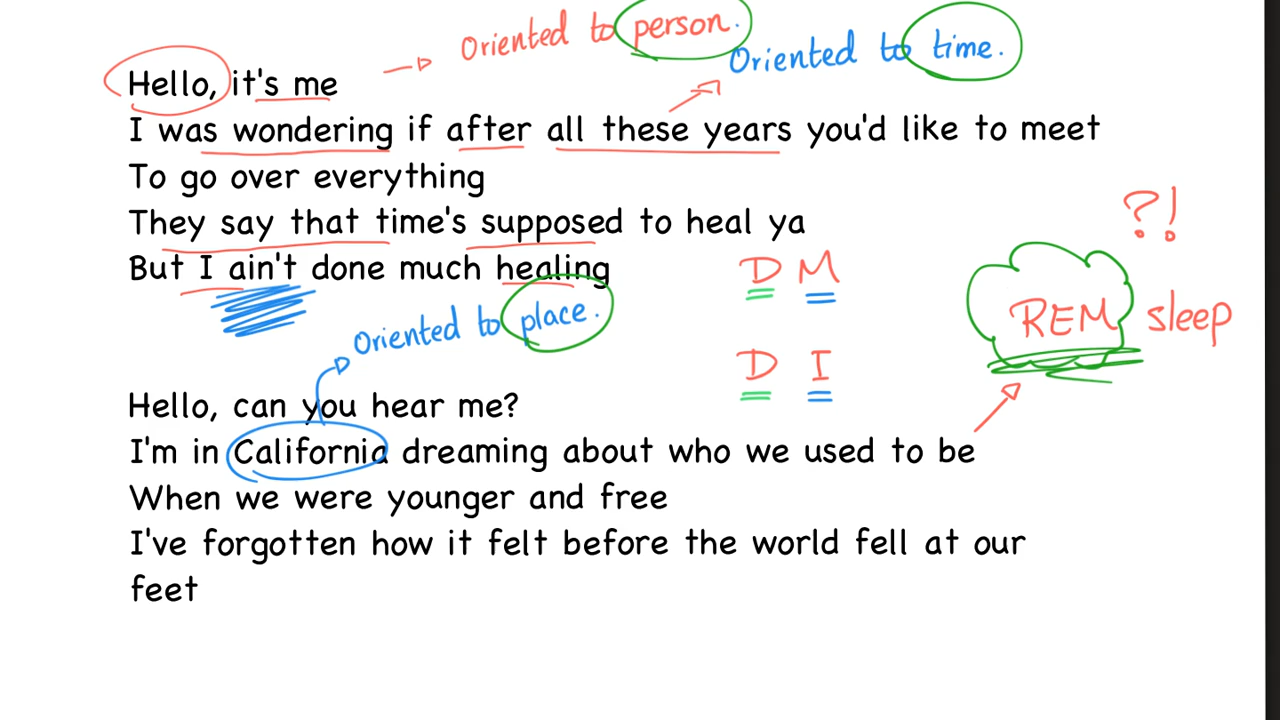 Oriented to person.
Oriented to time.
Hello, it's me
I was wondering if after all these years you'd like to meet
To go over everything
They say that time's supposed to heal ya
?!
But I ain't done much healing
D M
REM sleep
Oriented to place.
D I
Hello, can you hear me?
I'm in California dreaming about who we used to be
When we were younger and free
I've forgotten how it felt before the world fell at our
feet